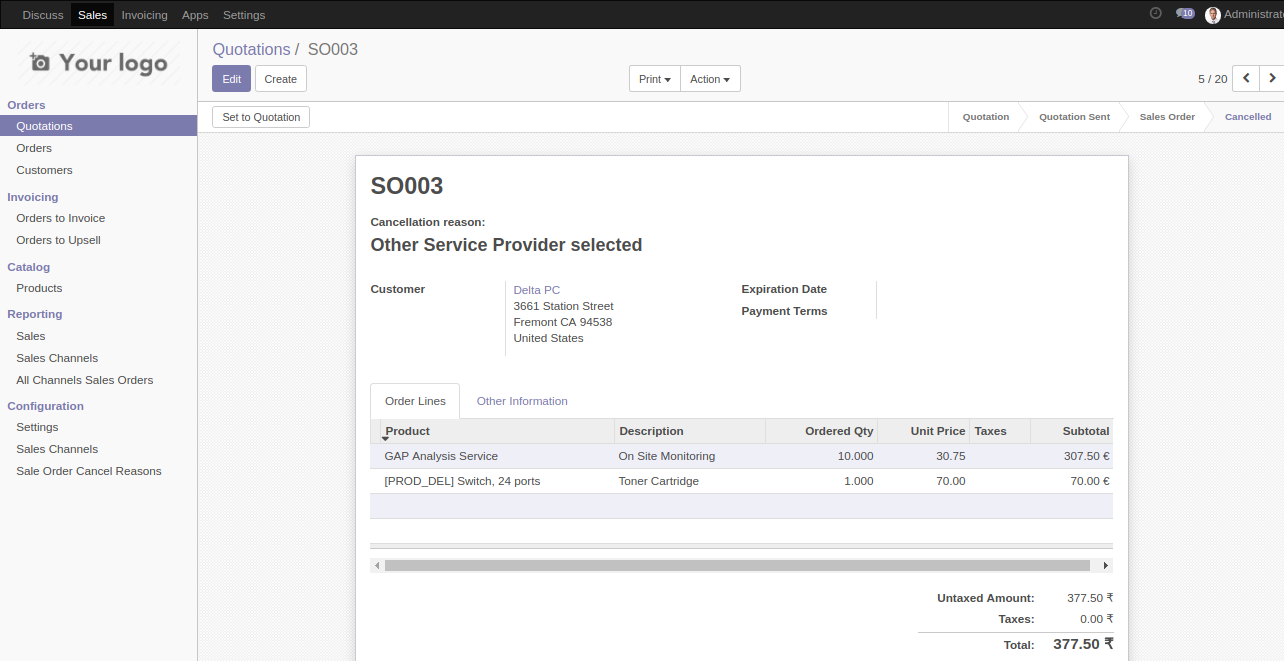 Discuss Sales Invoicing Apps Settings 10 Administrat
Your logo
Quotations / SO003
Edit Create Print Action 5 / 20
Set to Quotation Quotation Quotation Sent Sales Order Cancelled
Orders
Quotations
Orders
Customers
Invoicing
Orders to Invoice
Orders to Upsell
Catalog
Products
Reporting
Sales
Sales Channels
All Channels Sales Orders
Configuration
Settings
Sales Channels
Sale Order Cancel Reasons
SO003
Cancellation reason:
Other Service Provider selected
Customer Delta PC
3661 Station Street
Fremont CA 94538
United States
Expiration Date
Payment Terms
Order Lines Other Information
Product Description Ordered Qty Unit Price Taxes Subtotal
GAP Analysis Service On Site Monitoring 10.000 30.75 307.50 €
[PROD_DEL] Switch, 24 ports Toner Cartridge 1.000 70.00 70.00 €
Untaxed Amount: 377.50 ₹
Taxes: 0.00 ₹
Total: 377.50 ₹